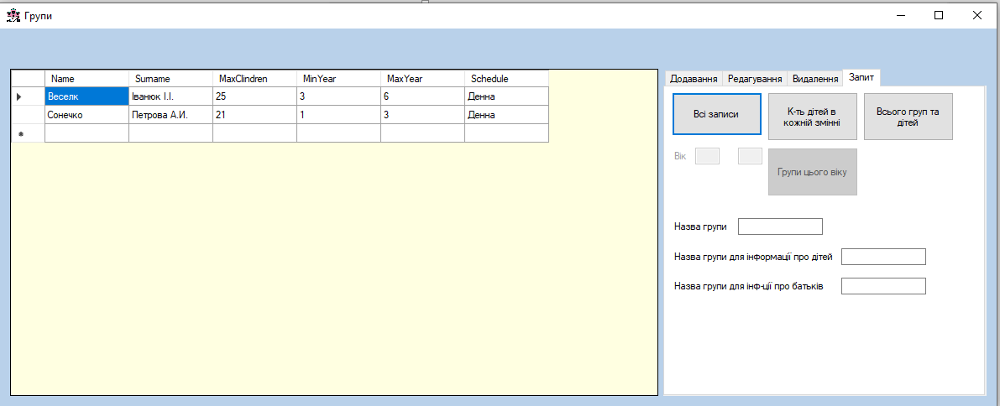 Групи
Name Surname MaxClindren MinYear MaxYear Schedule
Веселк Іванюк І.І. 25 3 6 Денна
Сонечко Петрова А.И. 21 1 3 Денна
Додавання Редагування Видалення Запит
Всі записи
К-ть дітей в
кожній змінні
Всього груп та
дітей
Вік
Групи цього віку
Назва групи
Назва групи для інформації про дітей
Назва групи для інф-ції про батьків